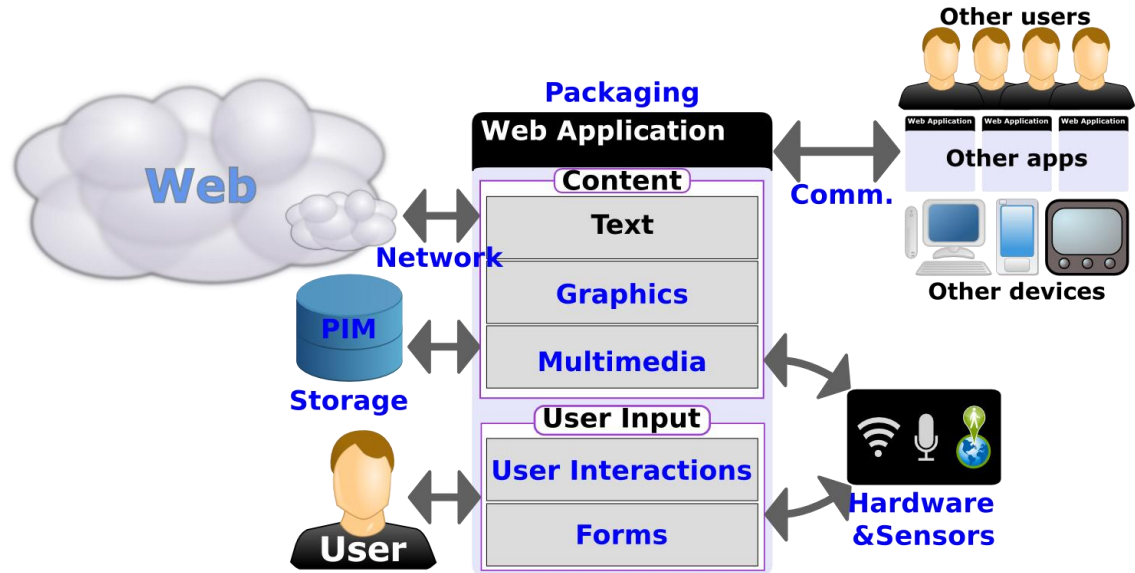 Other users
Packaging
Web Application
Web Application
Web Application
Web Application
Other apps
Web
Content
Comm.
Text
Network
Graphics
Other devices
PIM
Multimedia
Storage
User Input
User Interactions
Hardware
&Sensors
Forms
User